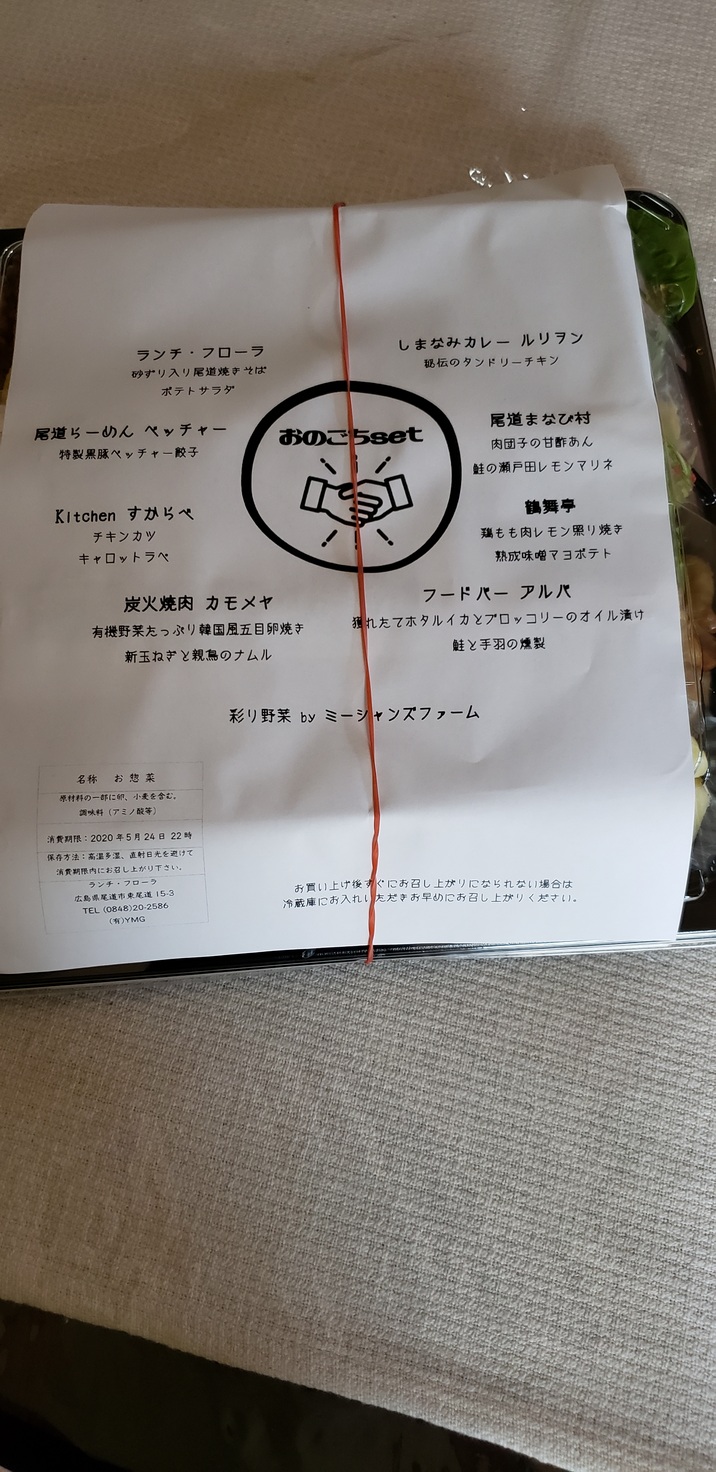 ランチ・フローラ
砂ずり入り尾道焼きそば
ポテトサラダ
しまなみカレー ルリヲン
秘伝のタンドリーチキン
尾道らーめん ベッチャー
特製黒豚ベッチャー餃子
おのごちset
尾道まなび村
肉団子の甘酢あん
鮭の瀬戸田レモンマリネ
Kitchen すからべ
チキンカツ
キャロットラペ
鶴舞亭
鶏もも肉レモン照り焼き
熟成味噌マヨポテト
炭火焼肉 カモメヤ
有機野菜たっぷり韓国風五目卵焼き
新玉ねぎと親鳥のナムル
フードバー アルバ
獲れたてホタルイカとブロッコリーのオイル漬け
鮭と手羽の燻製
彩り野菜 by ミーシャンズファーム
名称 お惣菜
原材料の一部に卵、小麦を含む。
調味料(アミノ酸等)
消費期限:2020年5月24日 22時
保存方法:高温多湿、直射日光を避けて
消費期限内にお召し上がり下さい。
ランチ・フローラ
広島県尾道市東尾道 15-3
TEL (0848)20-2586
(有)YMG
お買い上げ後すぐにお召し上がりになられない場合は
冷蔵庫にお入れいただきお早めにお召し上がりください。